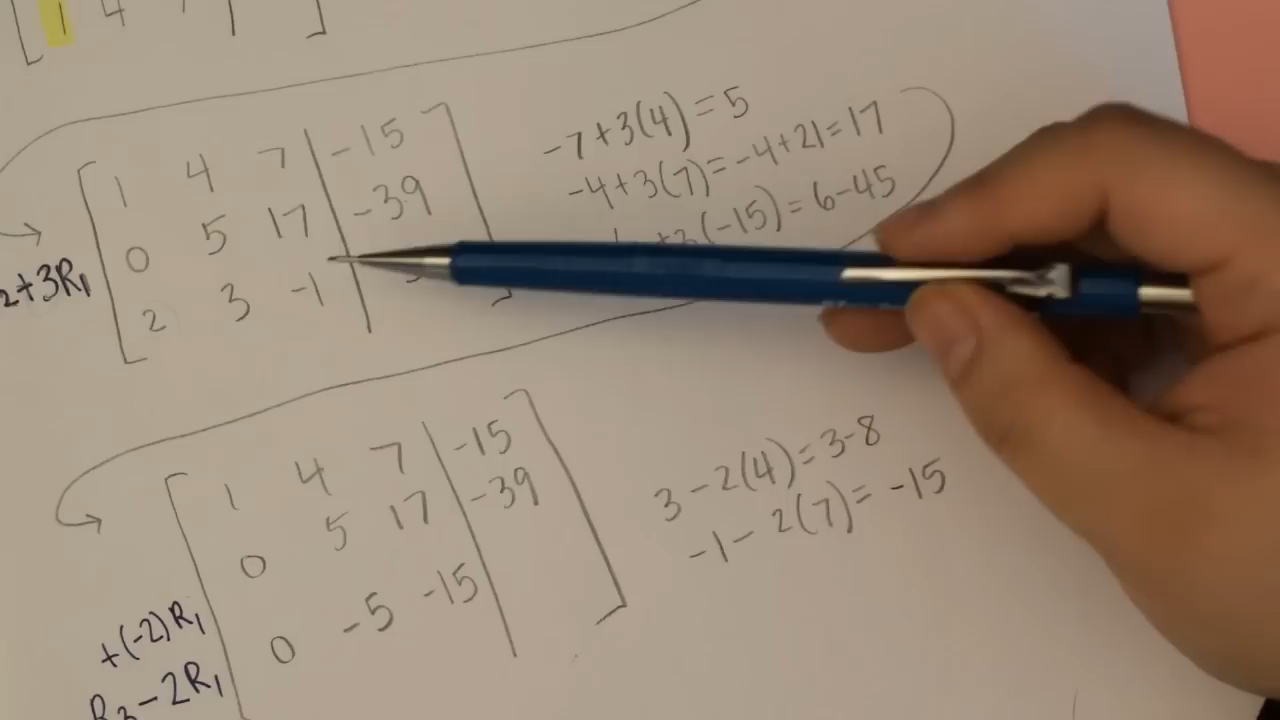 1 4
1 4 7 | -15
0 5 17 | -39
2 3 -1
2+3R1
-7+3(4)=5
-4+3(7)=-4+21=17
(-15)=6-45
1 4 7 | -15
0 5 17 | -39
0 -5 -15
+(-2)R1
R3-2R1
3-2(4)=3-8
-1-2(7)=-15